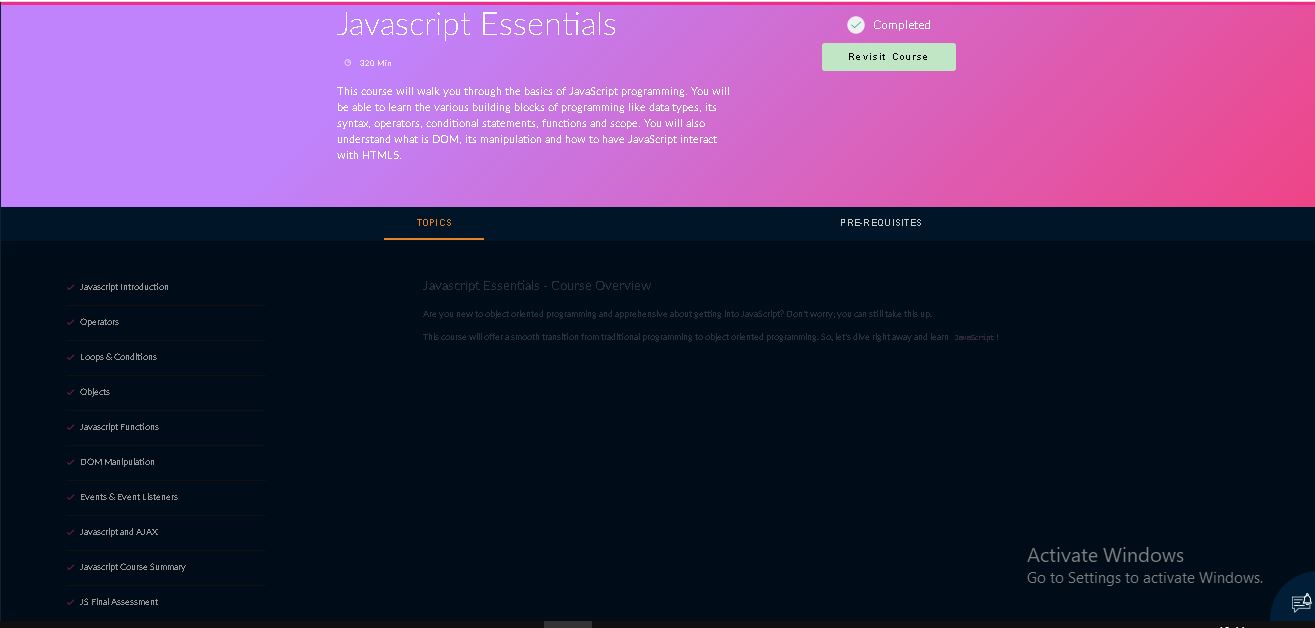 Javascript Essentials
Completed
320 Min
Revisit Course
This course will walk you through the basics of JavaScript programming. You will
be able to learn the various building blocks of programming like data types, its
syntax, operators, conditional statements, functions and scope. You will also
understand what is DOM, its manipulation and how to have JavaScript interact
with HTML5.
TOPICS
PRE-REQUISITES
Javascript Introduction
Operators
Loops & Conditions
Objects
Javascript Functions
DOM Manipulation
Events & Event Listeners
Javascript and AJAX
Javascript Course Summary
JS Final Assessment
Javascript Essentials - Course Overview
Are you new to object oriented programming and apprehensive about getting into JavaScript? Don't worry; you can still take this up.
This course will offer a smooth transition from traditional programming to object oriented programming. So, let's dive right away and learn JavaScript !
Activate Windows
Go to Settings to activate Windows.